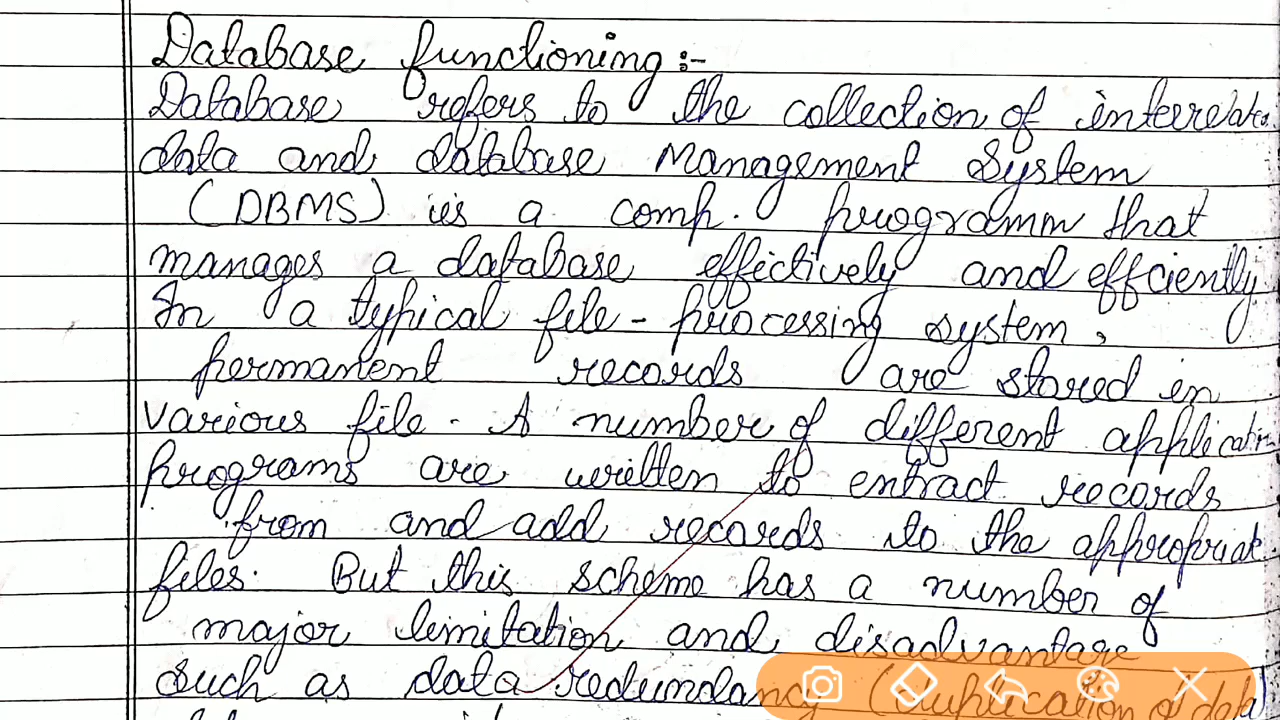 Database functioning :-
Database refers to the collection of interrelated
data and database management System
(DBMS) is a comp. programm that
manages a database effectively and effciently
In a typical file - processing system,
permanent records are stored in
various file. A number of different application
programs are written to extract records
from and add records to the appropriate
files. But this scheme has a number of
major limitation and disadvantage
Such as data redundancy (duplication of data)